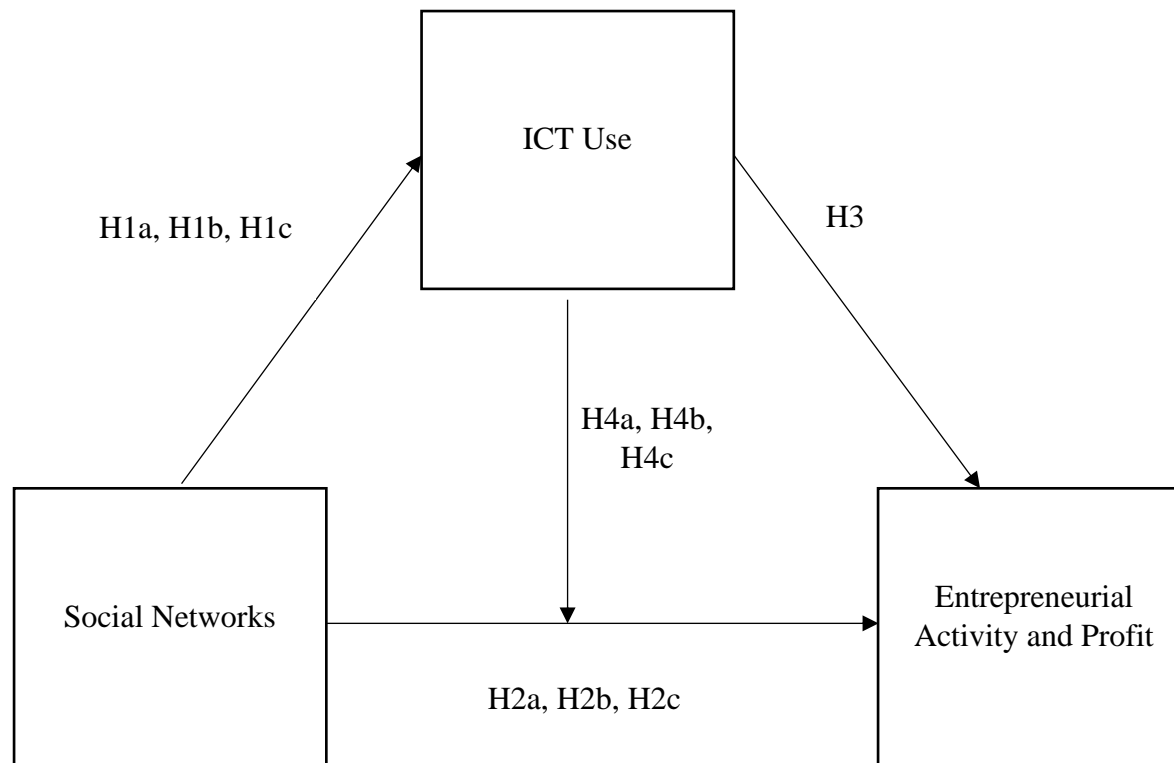 ICT Use
H1a, H1b, H1c
H3
H4a, H4b,
H4c
Social Networks
Entrepreneurial
Activity and Profit
H2a, H2b, H2c